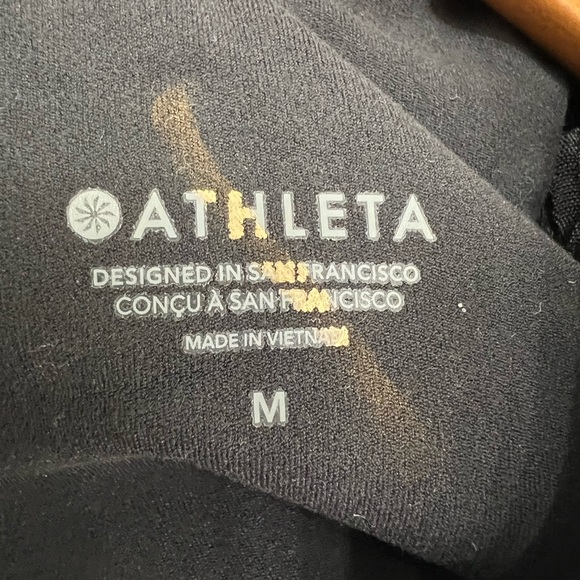 ATHLETA
DESIGNED IN SAN FRANCISCO
CONÇU À SAN FRANCISCO
MADE IN VIETNAM
M